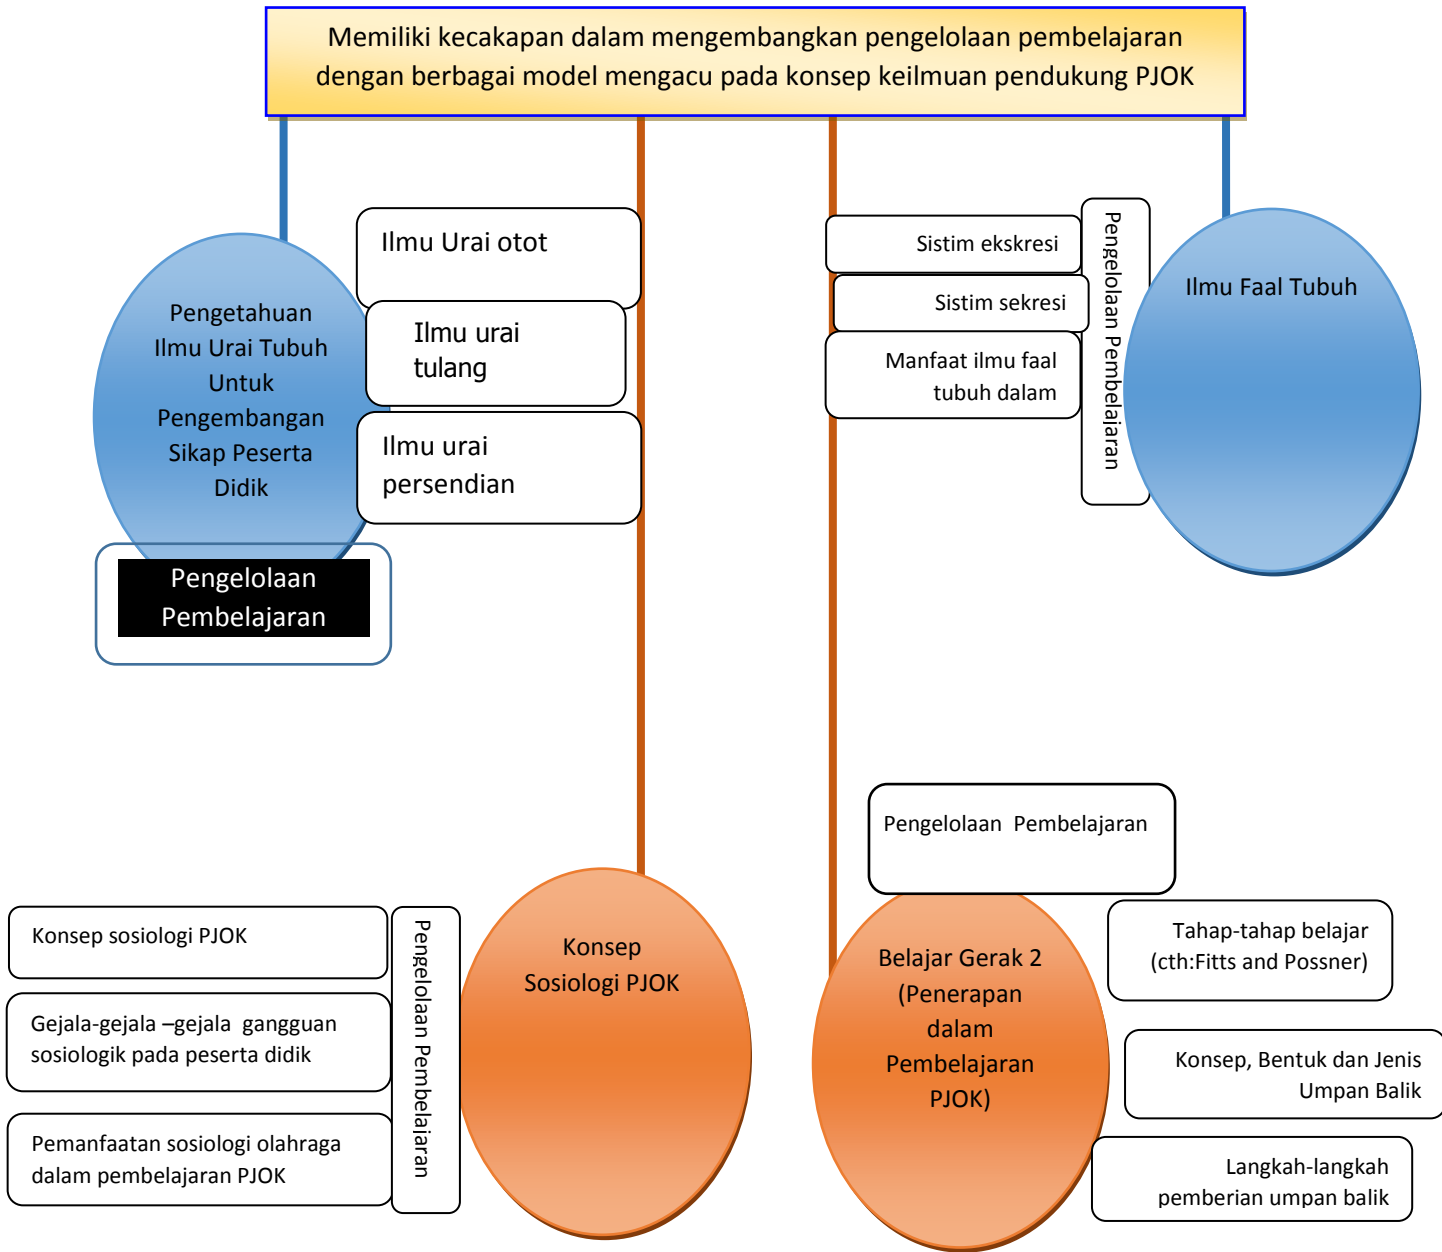 Memiliki kecakapan dalam mengembangkan pengelolaan pembelajaran
dengan berbagai model mengacu pada konsep keilmuan pendukung PJOK
Pengetahuan
Ilmu Urai Tubuh
Untuk
Pengembangan
Sikap Peserta
Didik
Ilmu Urai otot
Ilmu urai
tulang
Ilmu urai
persendian
Pengelolaan
Pembelajaran
Sistim ekskresi
Sistim sekresi
Manfaat ilmu faal
tubuh dalam
Pengelolaan Pembelajaran
Ilmu Faal Tubuh
Konsep sosiologi PJOK
Gejala-gejala –gejala  gangguan
sosiologik pada peserta didik
Pemanfaatan sosiologi olahraga
dalam pembelajaran PJOK
Pengelolaan Pembelajaran
Konsep
Sosiologi PJOK
Pengelolaan  Pembelajaran
Belajar Gerak 2
(Penerapan
dalam
Pembelajaran
PJOK)
Tahap-tahap belajar
(cth:Fitts and Possner)
Konsep, Bentuk dan Jenis
Umpan Balik
Langkah-langkah
pemberian umpan balik